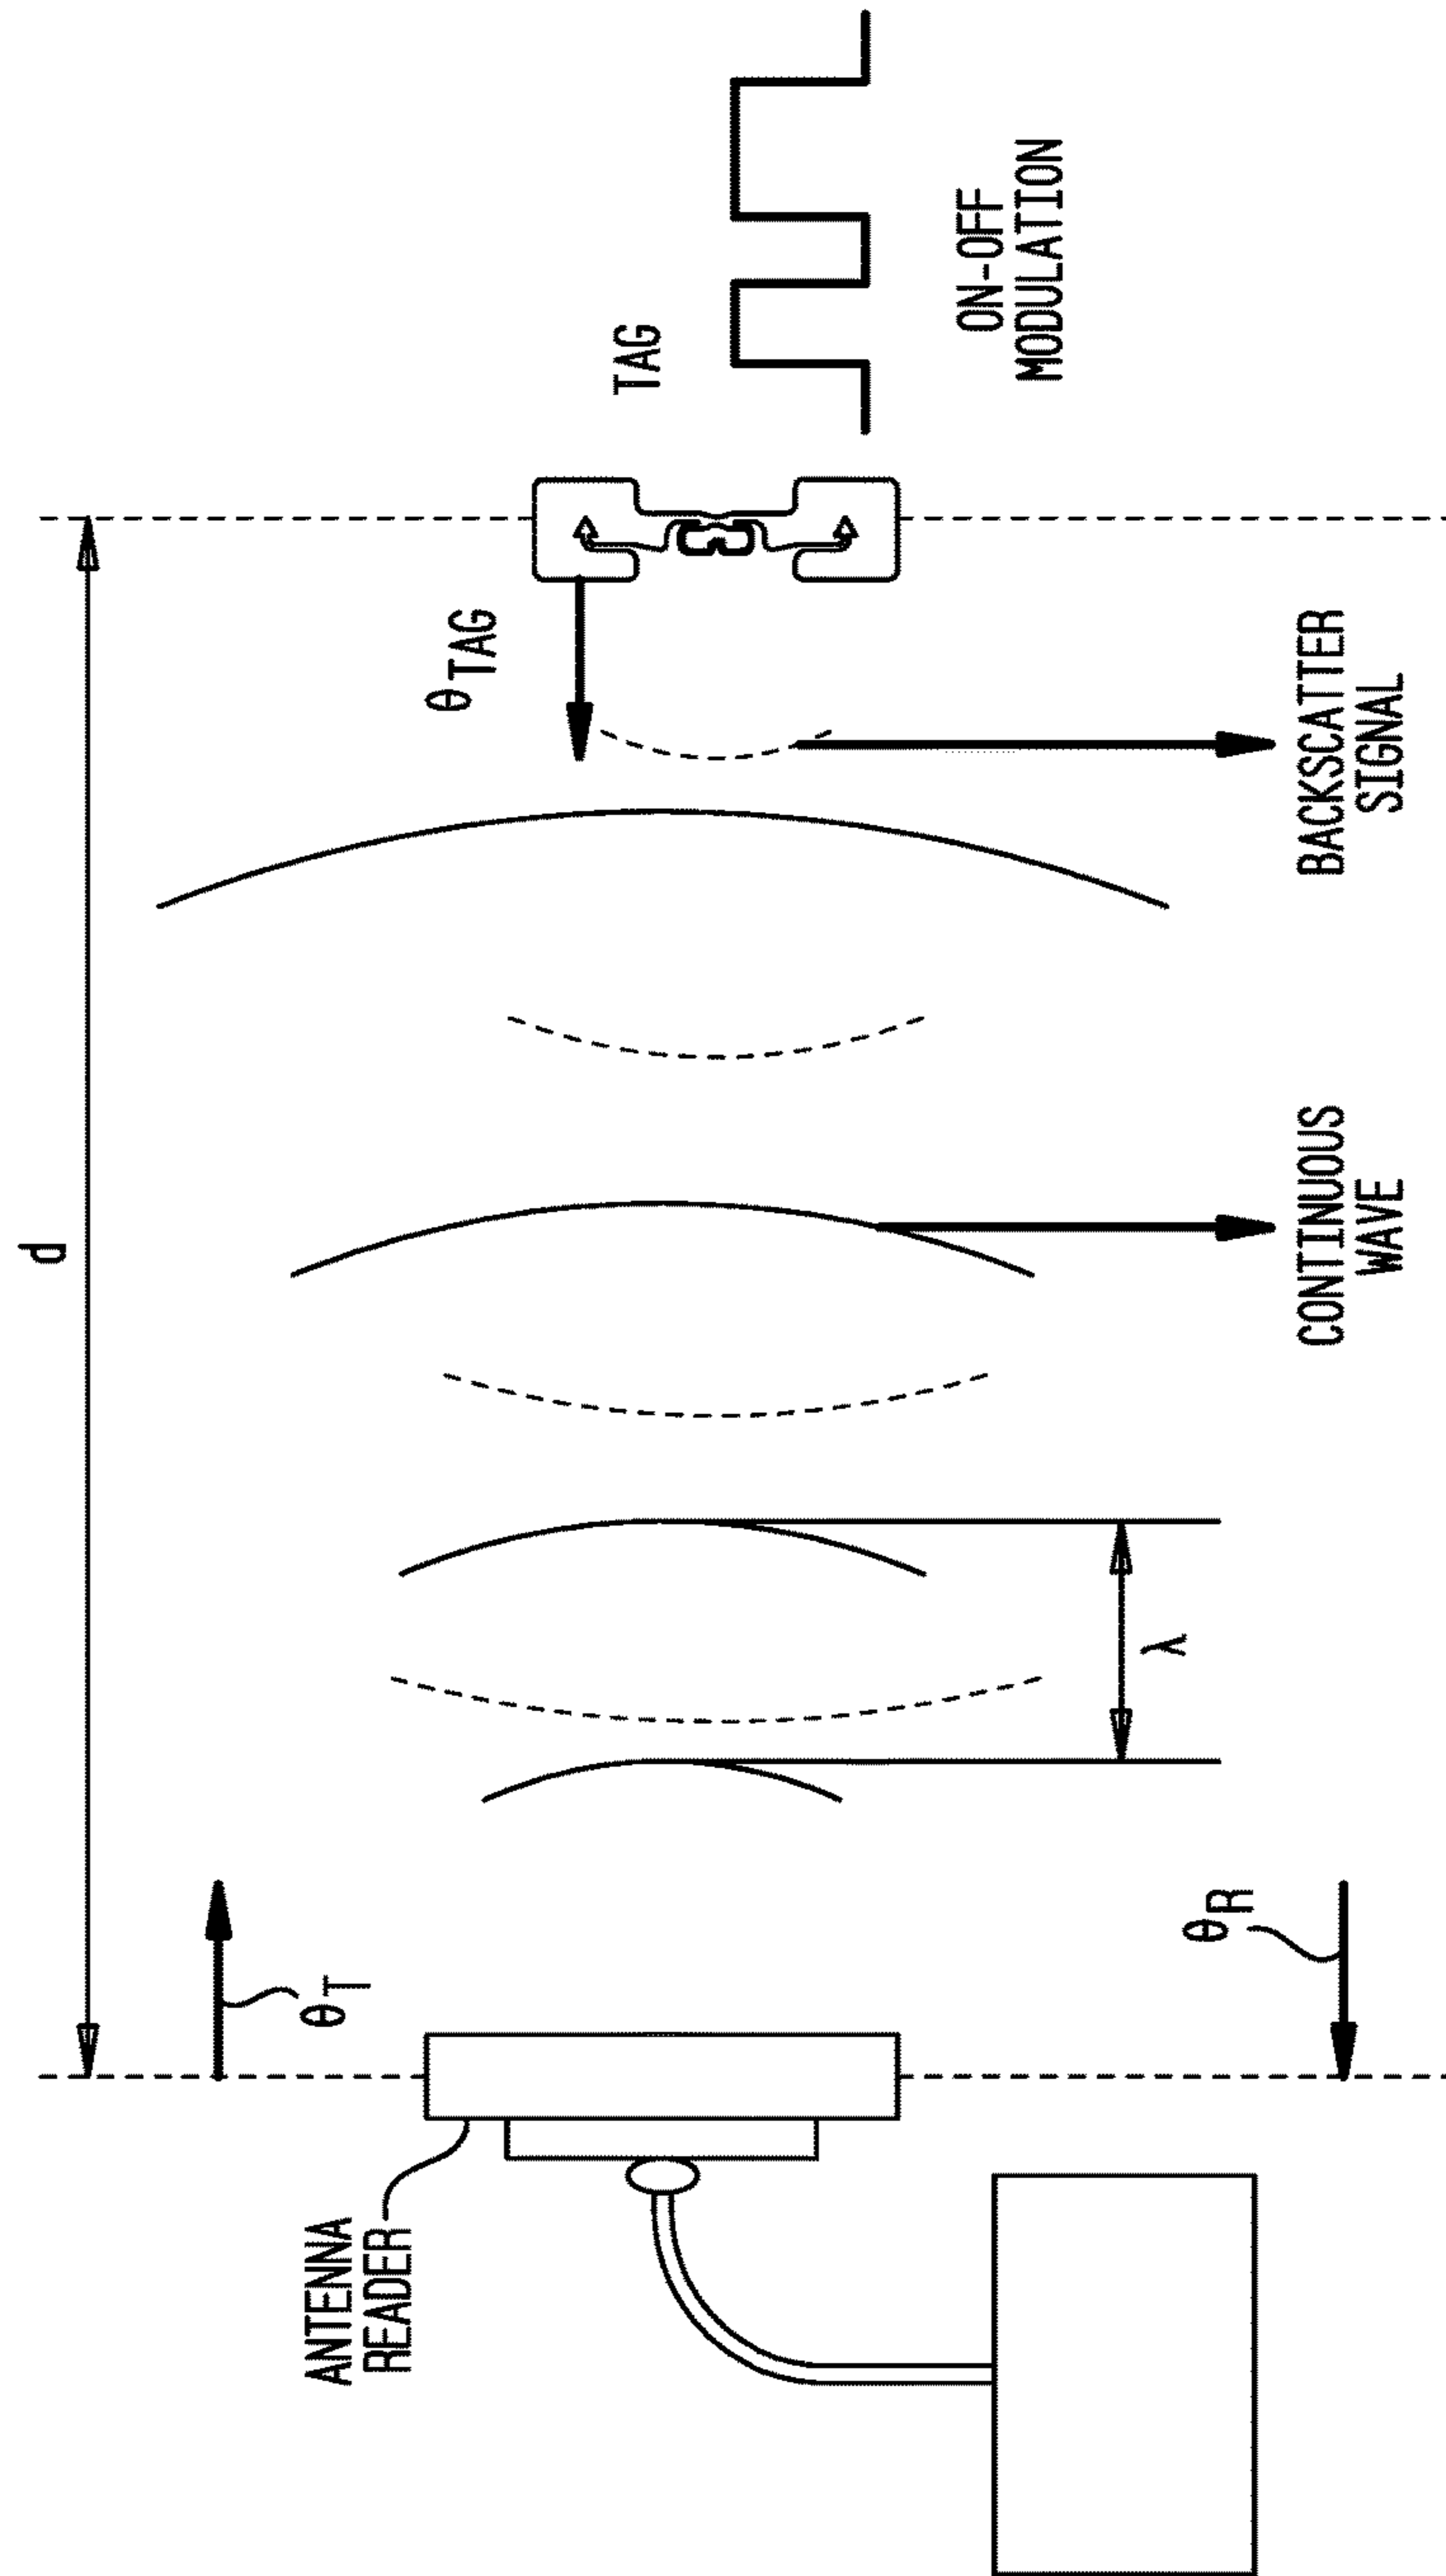 d
θT
ANTENNA
READER
θTAG
TAG
ON-OFF
MODULATION
λ
θR
CONTINUOUS
WAVE
BACKSCATTER
SIGNAL